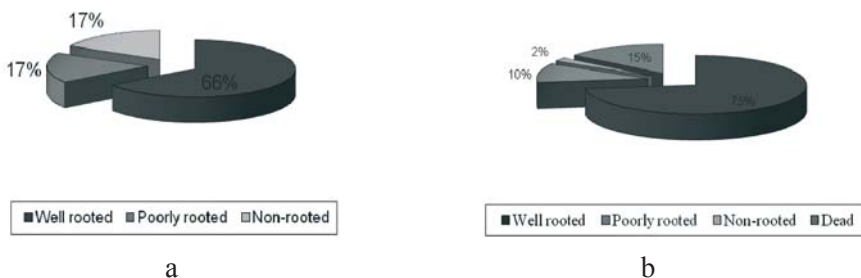 17%
17%
66%
Well rooted Poorly rooted Non-rooted
a
2%
15%
10%
75%
Well rooted Poorly rooted Non-rooted Dead
b